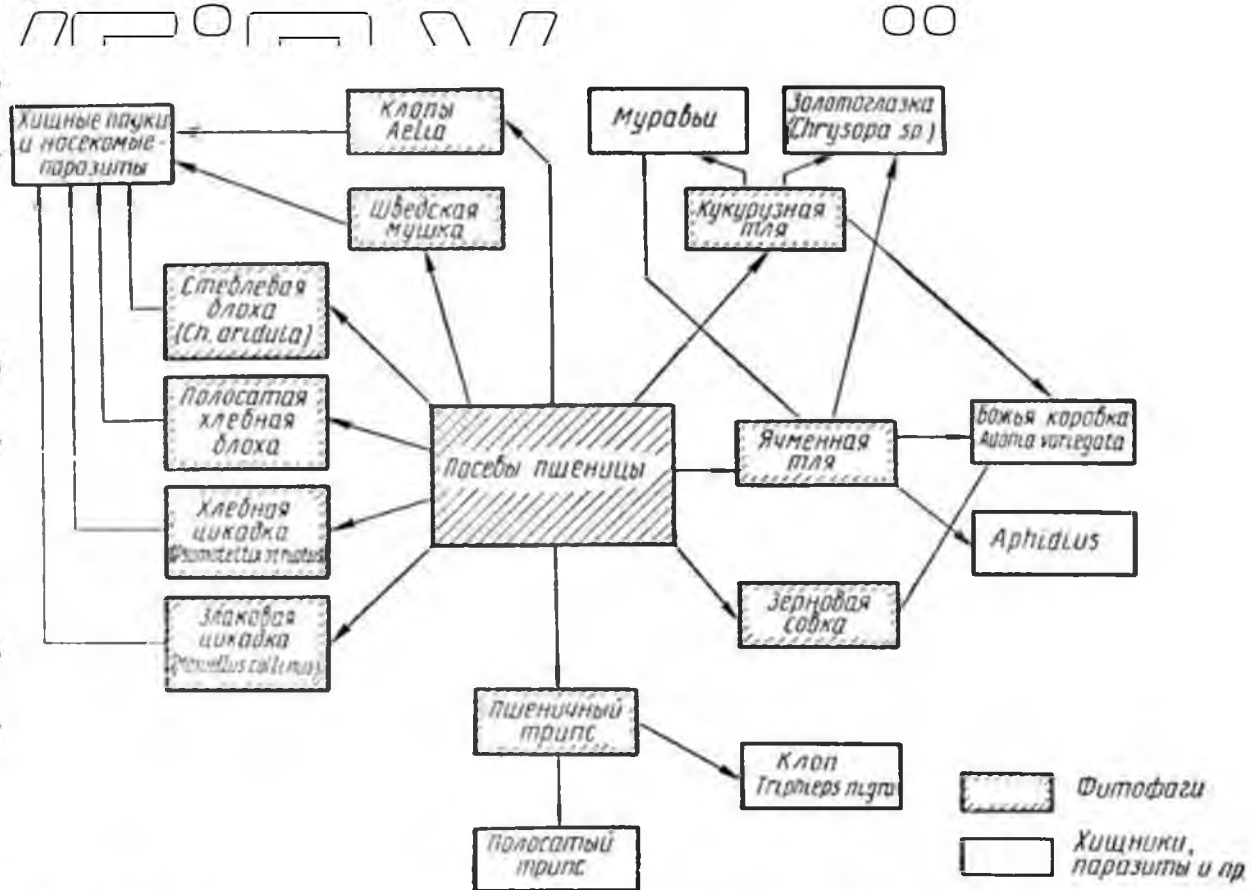 Хищные пауки
и насекомые-
паразиты
Клопы
Aelia
Муравьи
Золотоглазка
(Chrysopa sp.)
Шведская
мушка
Кукурузная
тля
Стеблевая
блоха
(Ch. aridula)
Полосатая
хлебная
блоха
Посевы пшеницы
Ячменная
тля
Божья коровка
Adonia variegata
Хлебная
цикадка
Aphidius
Злаковая
цикадка
Зерновая
совка
Пшеничный
трипс
Клоп
Triphleps nigra
Полосатый
трипс
Фитофаги
Хищники,
паразиты и пр.